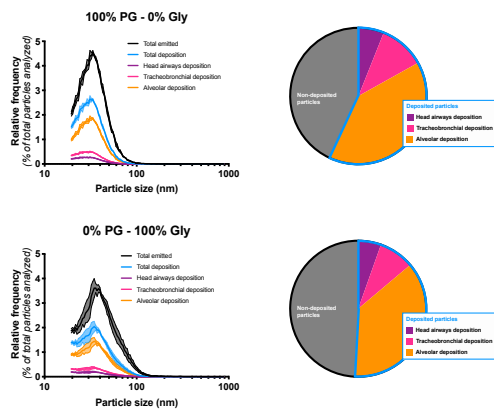 100% PG - 0% Gly
Relative frequency
(% of total particles analyzed)
5
4
3
2
1
0
10
100
1000
Particle size (nm)
Total emitted
Total deposition
Head airways deposition
Tracheobronchial deposition
Alveolar deposition
Non-deposited
particles
Deposited particles
Head airways deposition
Tracheobronchial deposition
Alveolar deposition
0% PG - 100% Gly
Relative frequency
(% of total particles analyzed)
5
4
3
2
1
0
10
100
1000
Particle size (nm)
Total emitted
Total deposition
Head airways deposition
Tracheobronchial deposition
Alveolar deposition
Non-deposited
particles
Deposited particles
Head airways deposition
Tracheobronchial deposition
Alveolar deposition